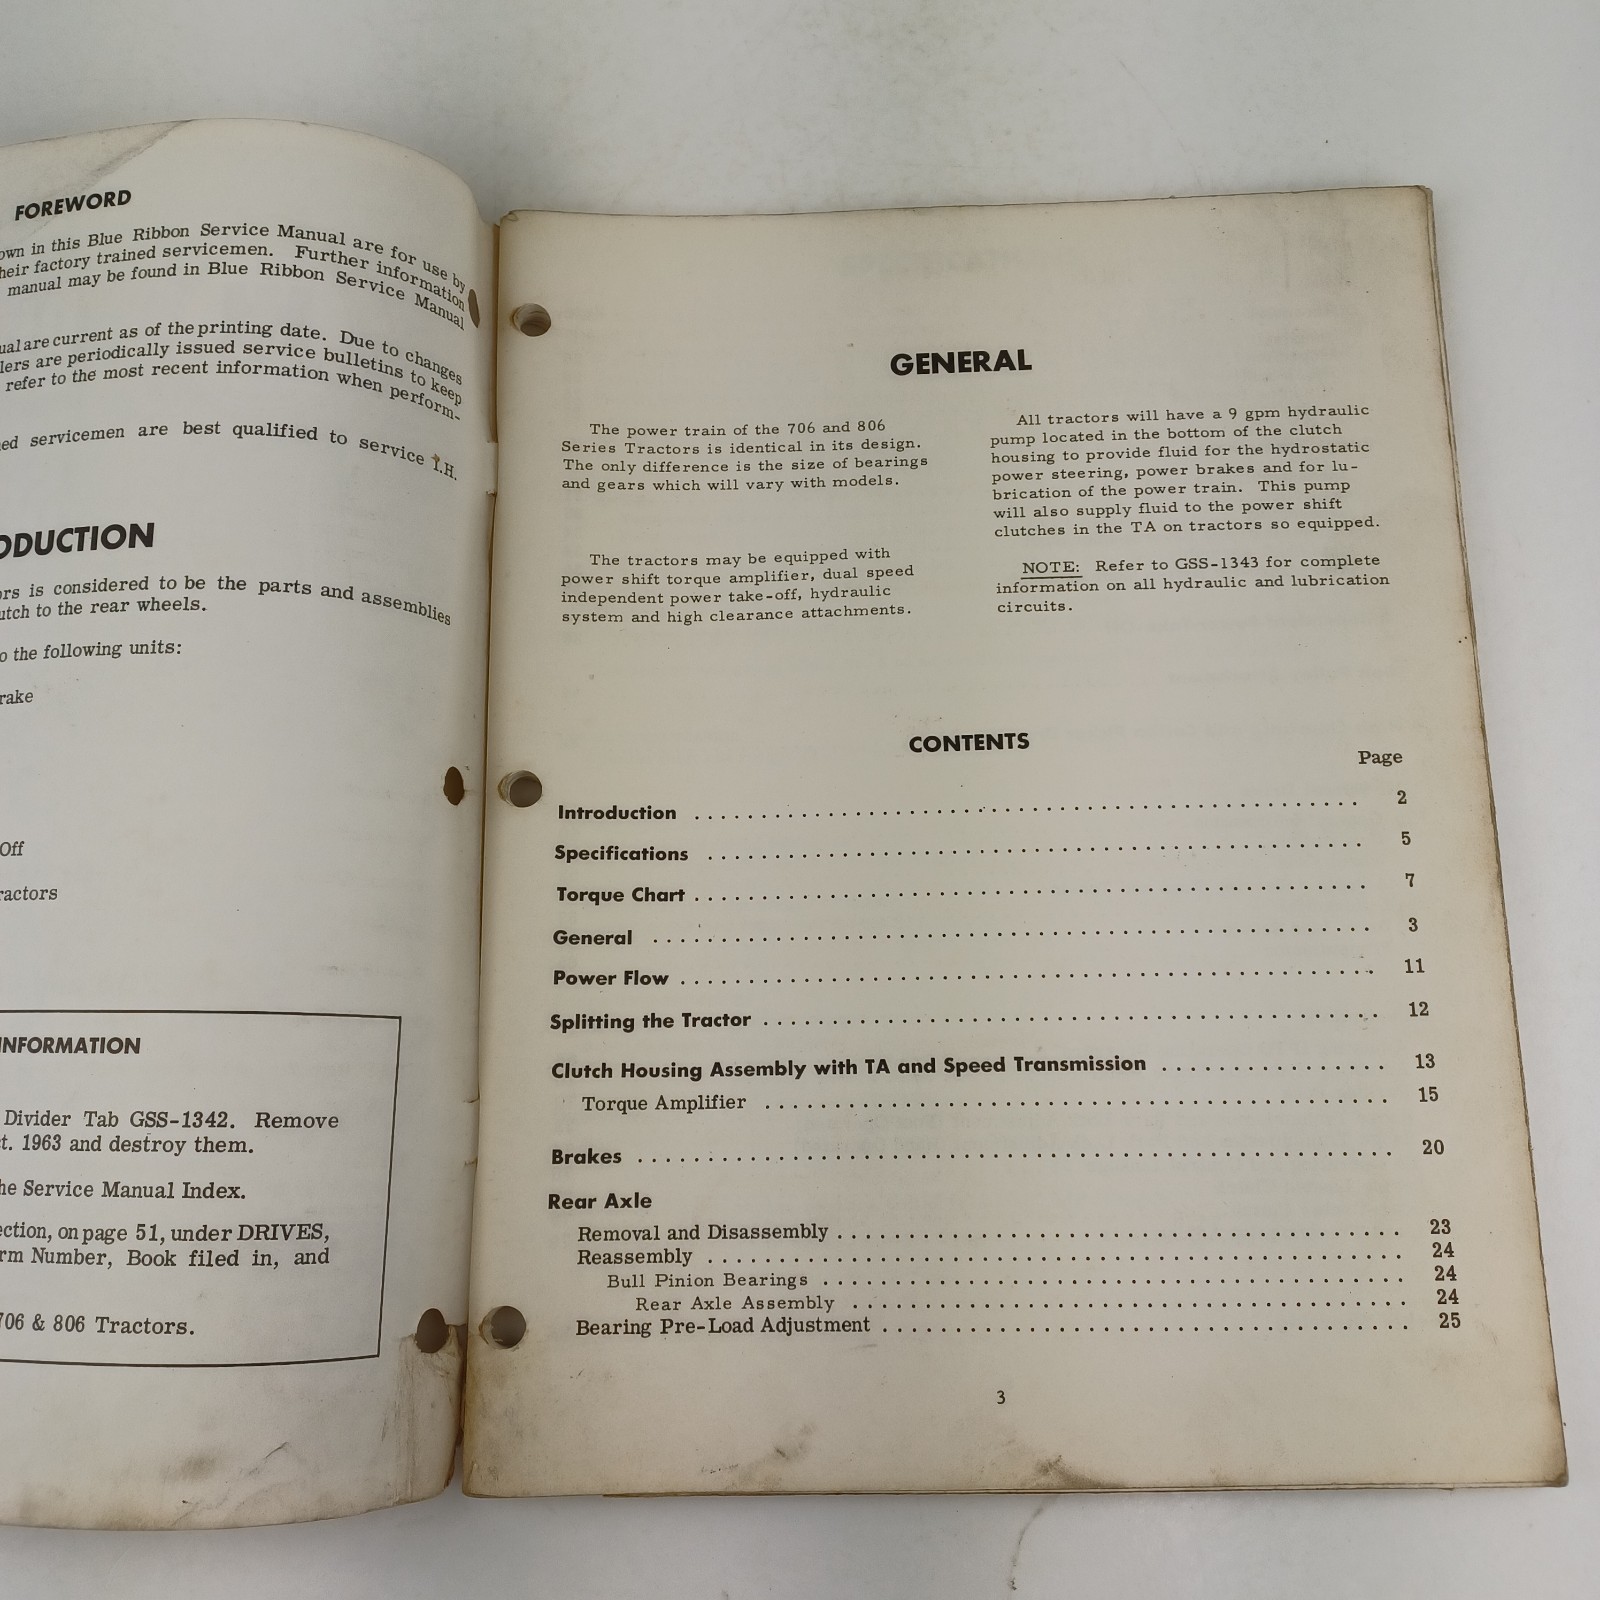 FOREWORD
own in this Blue Ribbon Service Manual are for use by
heir factory trained servicemen. Further information
manual may be found in Blue Ribbon Service Manual
ual are current as of the printing date. Due to changes
lers are periodically issued service bulletins to keep
refer to the most recent information when perform-
ed servicemen are best qualified to service I.H.
ODUCTION
ors is considered to be the parts and assemblies
utch to the rear wheels.
o the following units:
rake
Off
ractors
INFORMATION
Divider Tab GSS-1342. Remove
t. 1963 and destroy them.
he Service Manual Index.
ection, on page 51, under DRIVES,
rm Number, Book filed in, and
706 & 806 Tractors.
GENERAL
The power train of the 706 and 806
Series Tractors is identical in its design.
The only difference is the size of bearings
and gears which will vary with models.
The tractors may be equipped with
power shift torque amplifier, dual speed
independent power take-off, hydraulic
system and high clearance attachments.
All tractors will have a 9 gpm hydraulic
pump located in the bottom of the clutch
housing to provide fluid for the hydrostatic
power steering, power brakes and for lu-
brication of the power train. This pump
will also supply fluid to the power shift
clutches in the TA on tractors so equipped.
NOTE: Refer to GSS-1343 for complete
information on all hydraulic and lubrication
circuits.
CONTENTS
Page
Introduction 2
Specifications 5
Torque Chart 7
General 3
Power Flow 11
Splitting the Tractor 12
Clutch Housing Assembly with TA and Speed Transmission 13
Torque Amplifier 15
Brakes 20
Rear Axle
Removal and Disassembly 23
Reassembly 24
Bull Pinion Bearings 24
Rear Axle Assembly 24
Bearing Pre-Load Adjustment 25
3